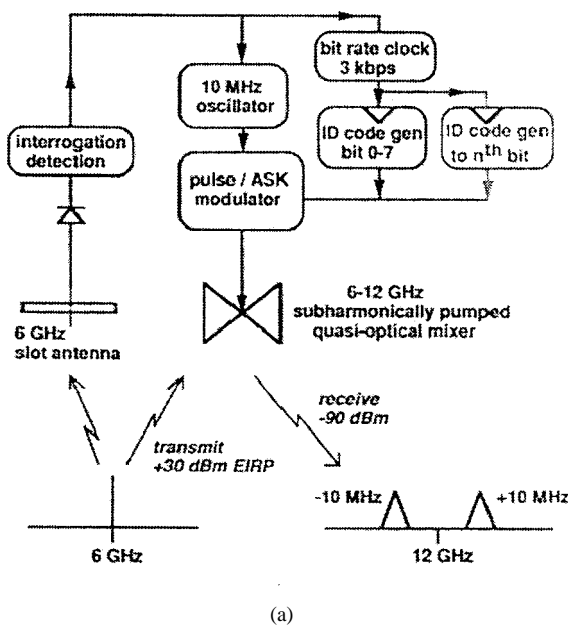 bit rate clock
3 kbps
10 MHz
oscillator
interrogation
detection
ID code gen
bit 0-7
ID code gen
to nth bit
pulse / ASK
modulator
6-12 GHz
subharmonically pumped
quasi-optical mixer
6 GHz
slot antenna
receive
-90 dBm
transmit
+30 dBm EIRP
-10 MHz
+10 MHz
6 GHz
12 GHz
(a)